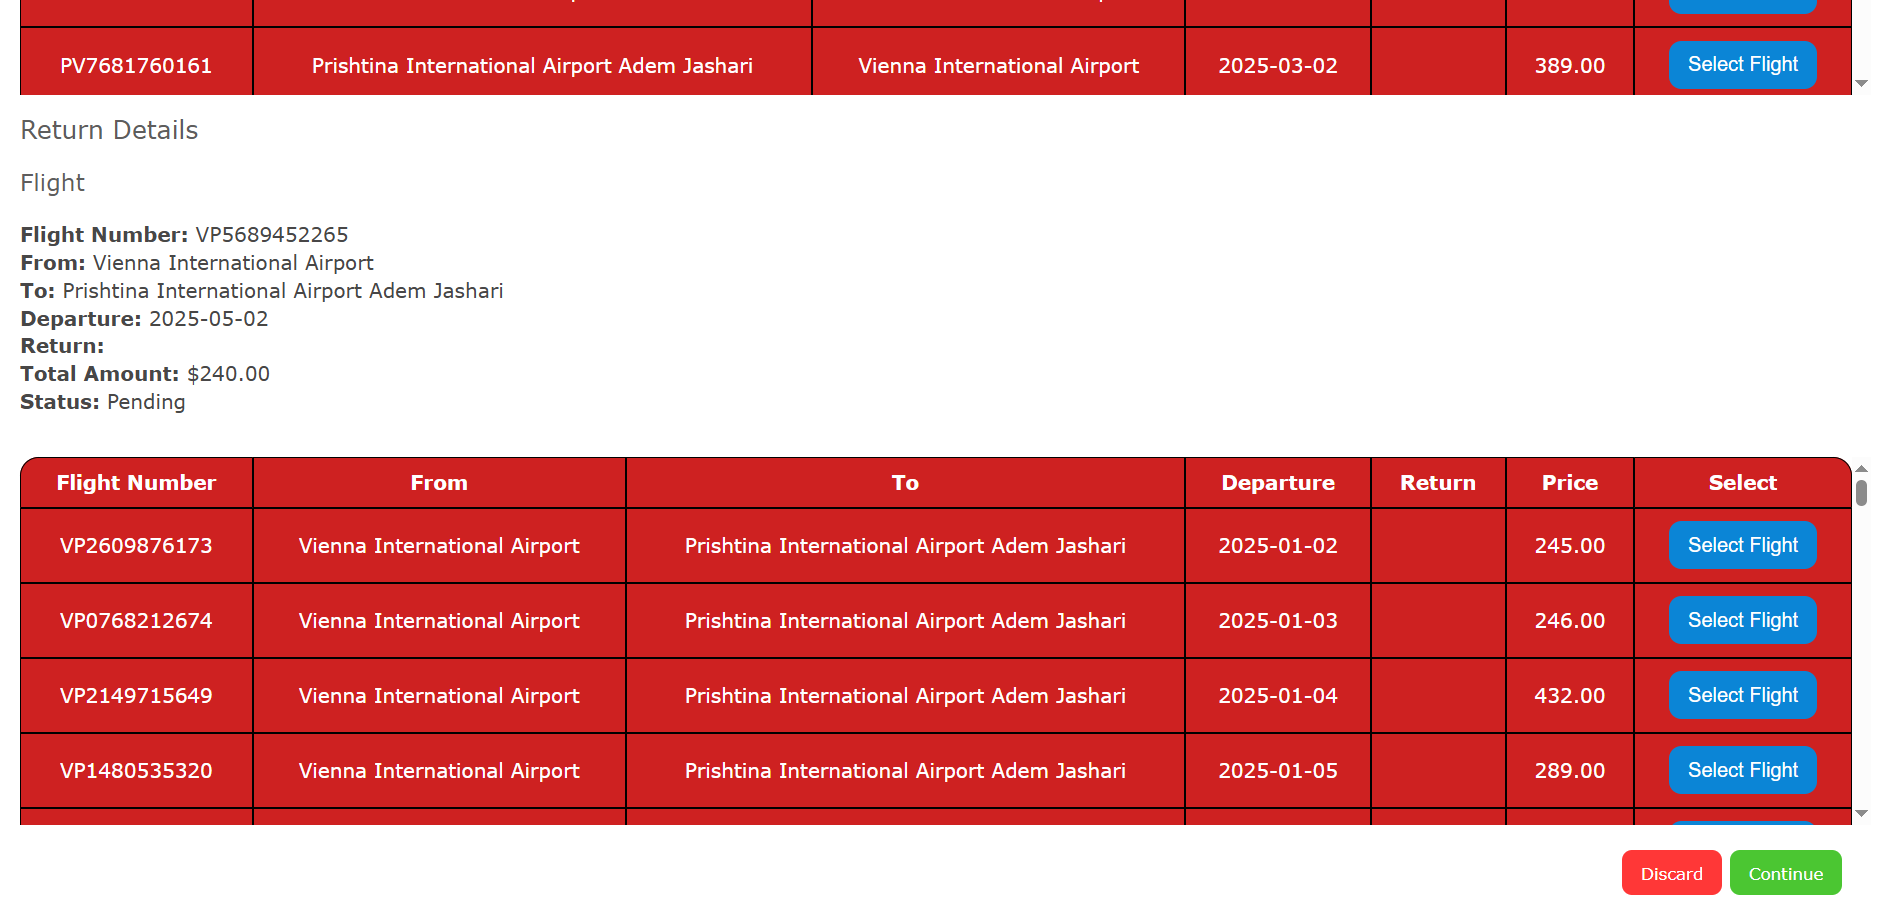 PV7681760161 Prishtina International Airport Adem Jashari Vienna International Airport 2025-03-02 389.00 Select Flight
Return Details
Flight
Flight Number: VP5689452265
From: Vienna International Airport
To: Prishtina International Airport Adem Jashari
Departure: 2025-05-02
Return:
Total Amount: $240.00
Status: Pending
Flight Number From To Departure Return Price Select
VP2609876173 Vienna International Airport Prishtina International Airport Adem Jashari 2025-01-02 245.00 Select Flight
VP0768212674 Vienna International Airport Prishtina International Airport Adem Jashari 2025-01-03 246.00 Select Flight
VP2149715649 Vienna International Airport Prishtina International Airport Adem Jashari 2025-01-04 432.00 Select Flight
VP1480535320 Vienna International Airport Prishtina International Airport Adem Jashari 2025-01-05 289.00 Select Flight
Discard Continue